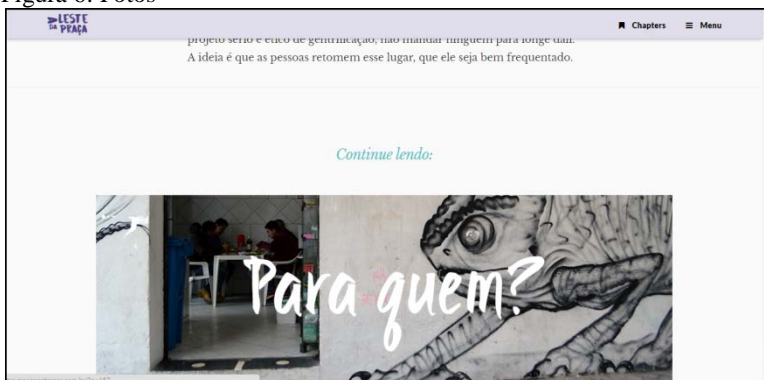 Figura 6: Fotos
LESTE
DA PRAÇA
Chapters
Menu
projeto sério e ético de gentrificação, não mandar ninguém para longe dali.
A ideia é que as pessoas retomem esse lugar, que ele seja bem frequentado.
Continue lendo:
Para quem?